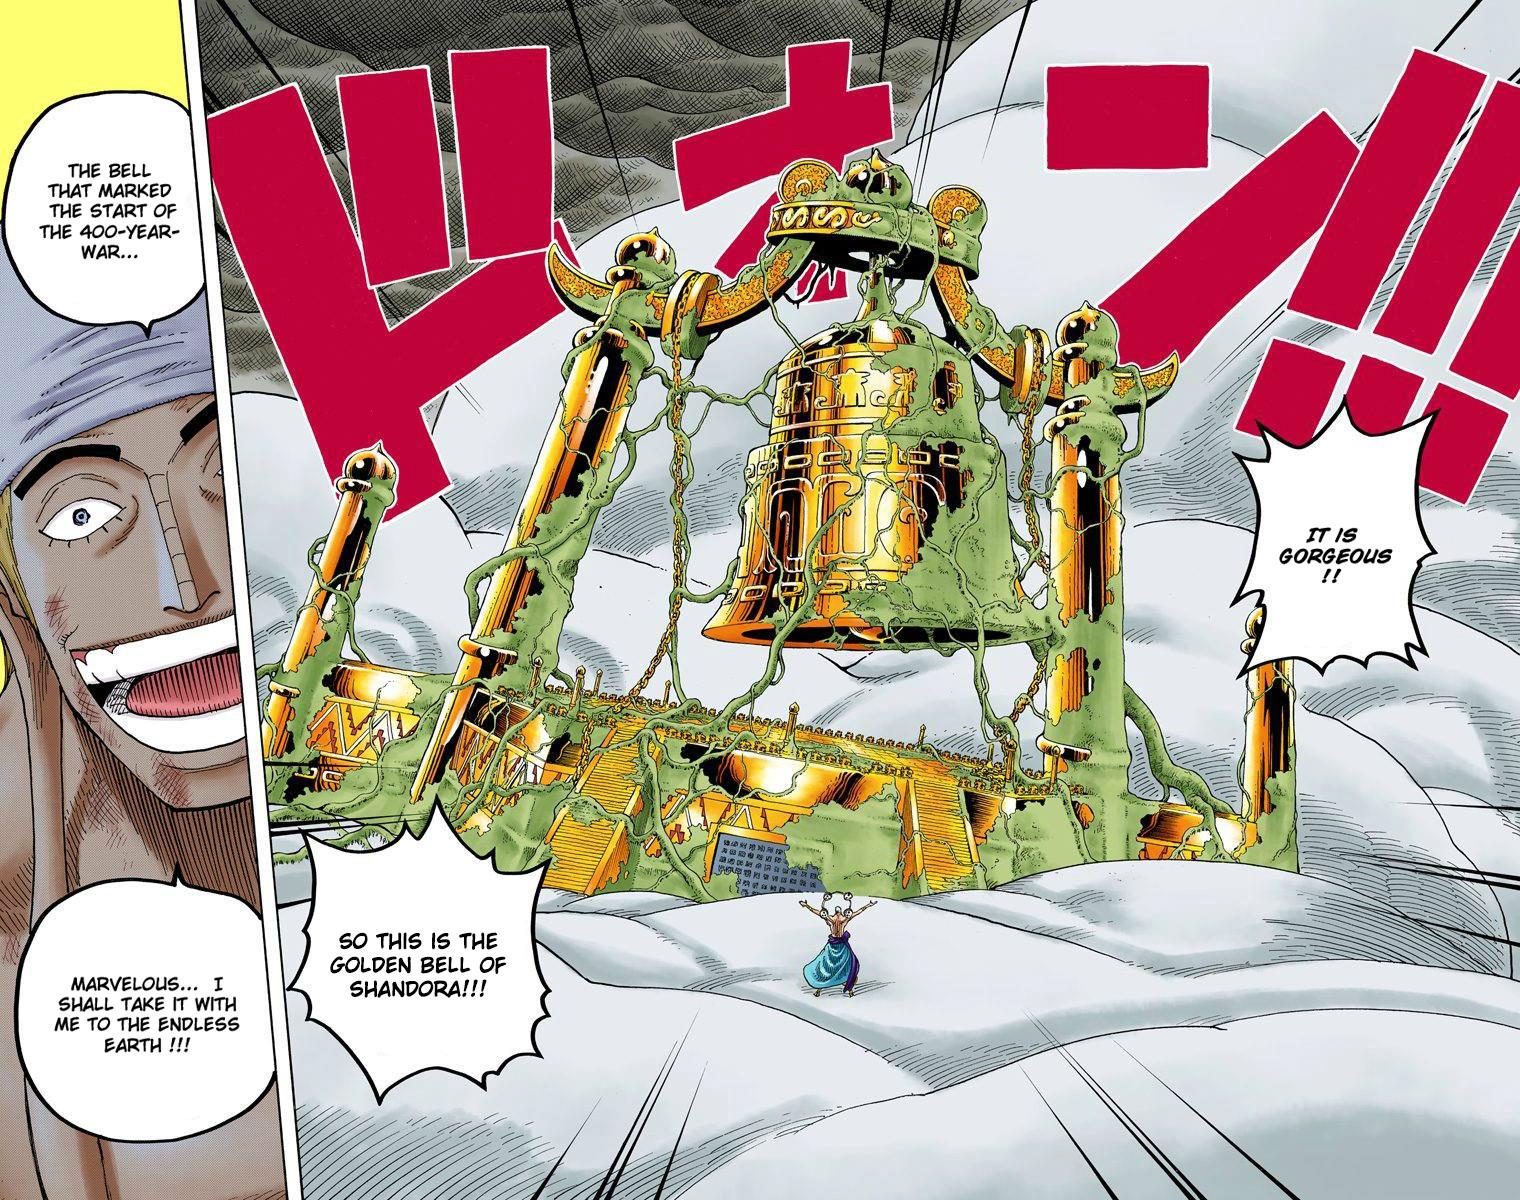 ドォン!!!
IT IS
GORGEOUS
!!
SO THIS IS THE
GOLDEN BELL OF
SHANDORA!!!
THE BELL
THAT MARKED
THE START OF
THE 400-YEAR-
WAR...
MARVELOUS... I
SHALL TAKE IT WITH
ME TO THE ENDLESS
EARTH !!!